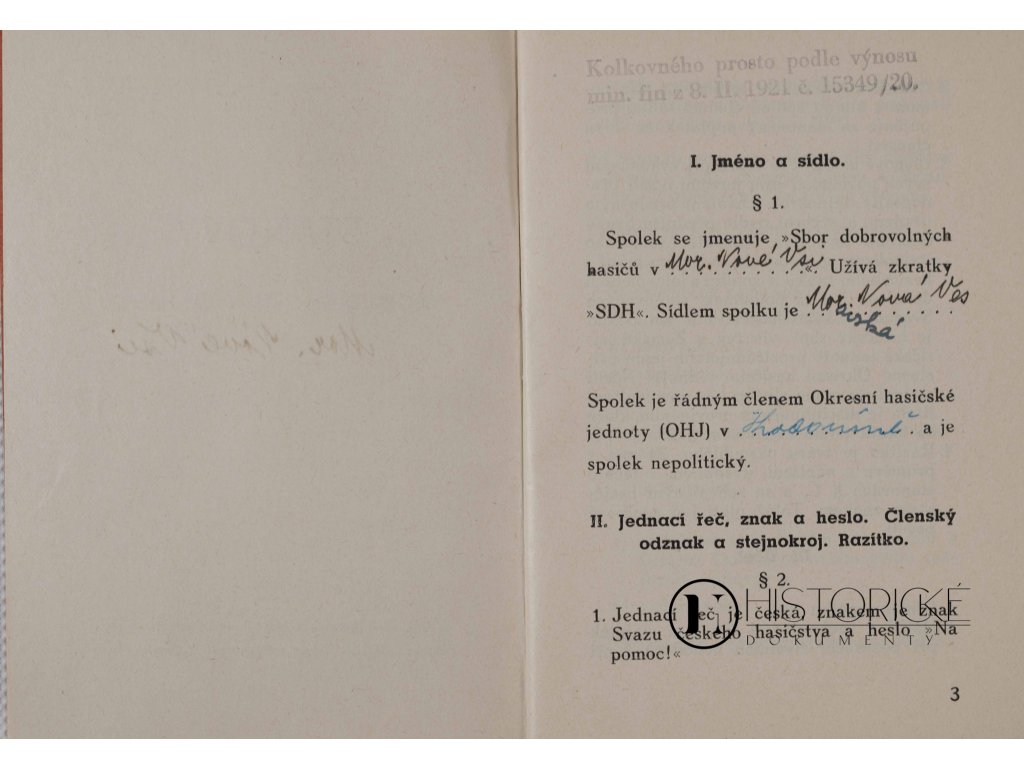 Kolkovného prosto podle výnosu
min. fin z 8. II. 1921 č. 15349/20.
I. Jméno a sídlo.
§ 1.
Spolek se jmenuje »Sbor dobrovolných
hasičů v Mor. Nové Vsi«. Užívá zkratky
»SDH«. Sídlem spolku je Mor. Nová Ves
avská
Spolek je řádným členem Okresní hasičské
jednoty (OHJ) v Hodoníně a je
spolek nepolitický.
II. Jednací řeč, znak a heslo. Členský
odznak a stejnokroj. Razítko.
§ 2.
1. Jednací řeč je česká, znakem je znak
Svazu českého hasičstva a heslo »Na
pomoc!«
HISTORICKÉ
DOKUMENTY
3